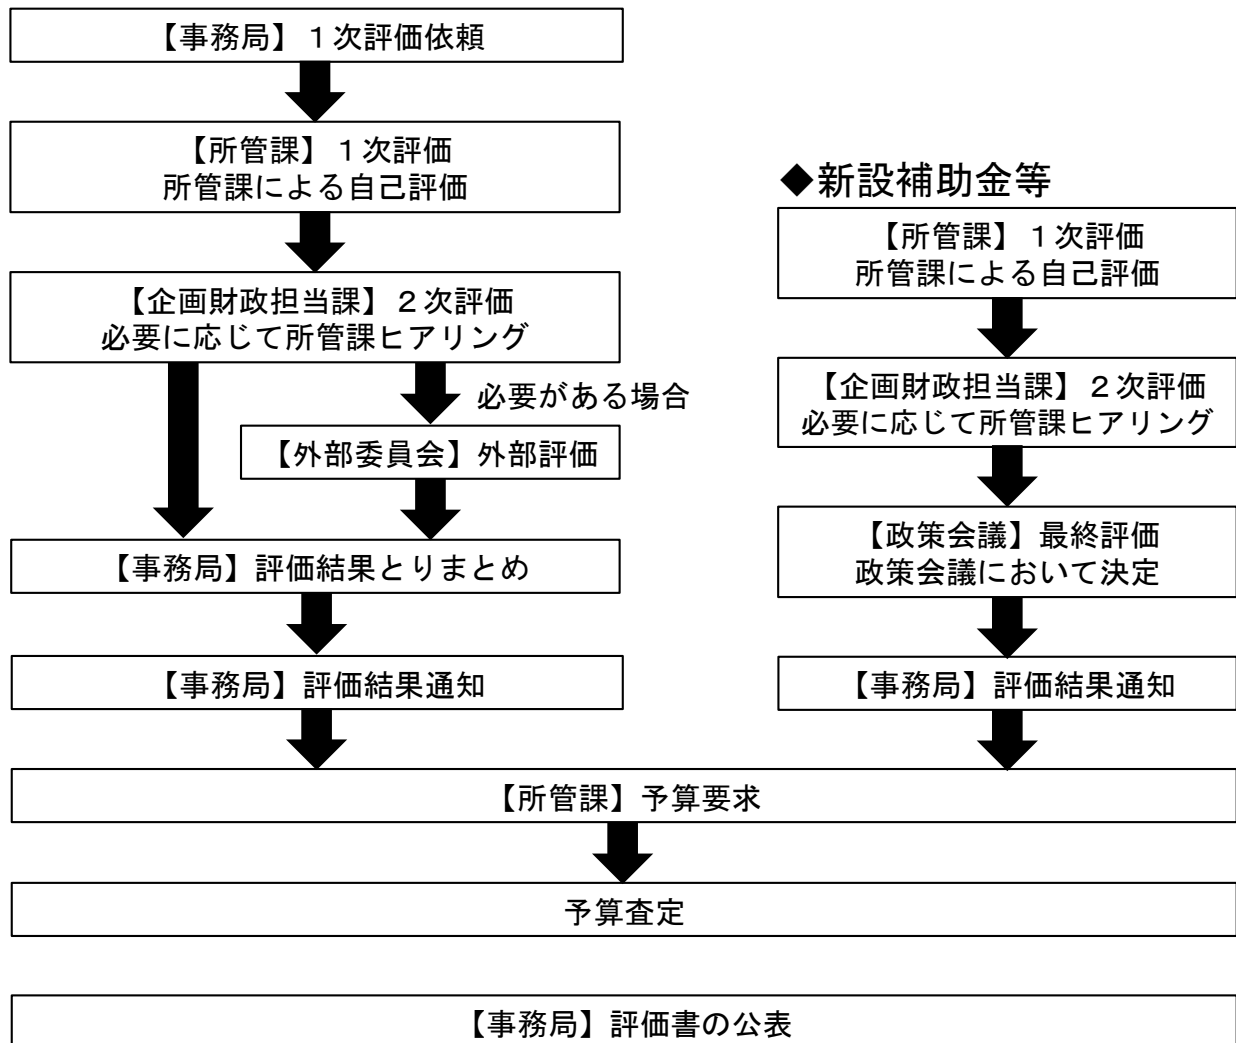 【事務局】１次評価依頼
【所管課】１次評価
所管課による自己評価
【企画財政担当課】２次評価
必要に応じて所管課ヒアリング
必要がある場合
【外部委員会】外部評価
【事務局】評価結果とりまとめ
【事務局】評価結果通知
◆新設補助金等
【所管課】１次評価
所管課による自己評価
【企画財政担当課】２次評価
必要に応じて所管課ヒアリング
【政策会議】最終評価
政策会議において決定
【事務局】評価結果通知
【所管課】予算要求
予算査定
【事務局】評価書の公表